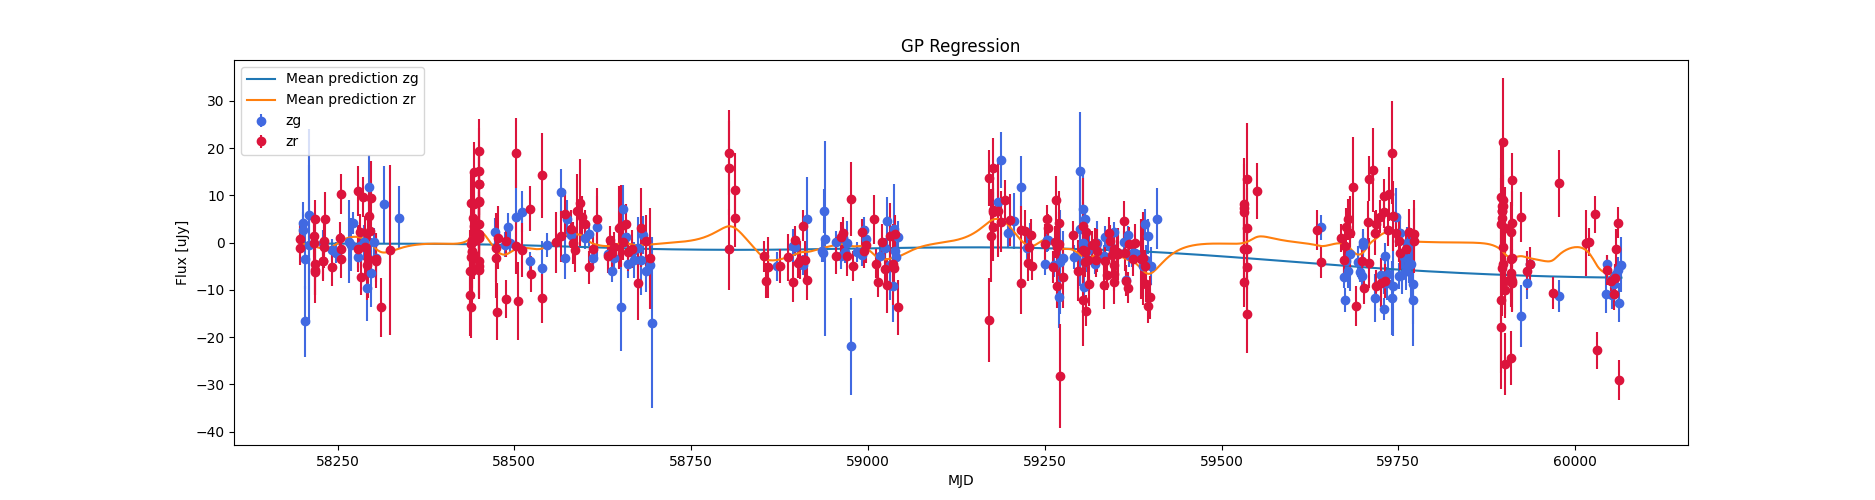 GP Regression
Mean prediction zg
Mean prediction zr
zg
zr
Flux [uJy]
30
20
10
0
−10
−20
−30
−40
58250
58500
58750
59000
59250
59500
59750
60000
MJD